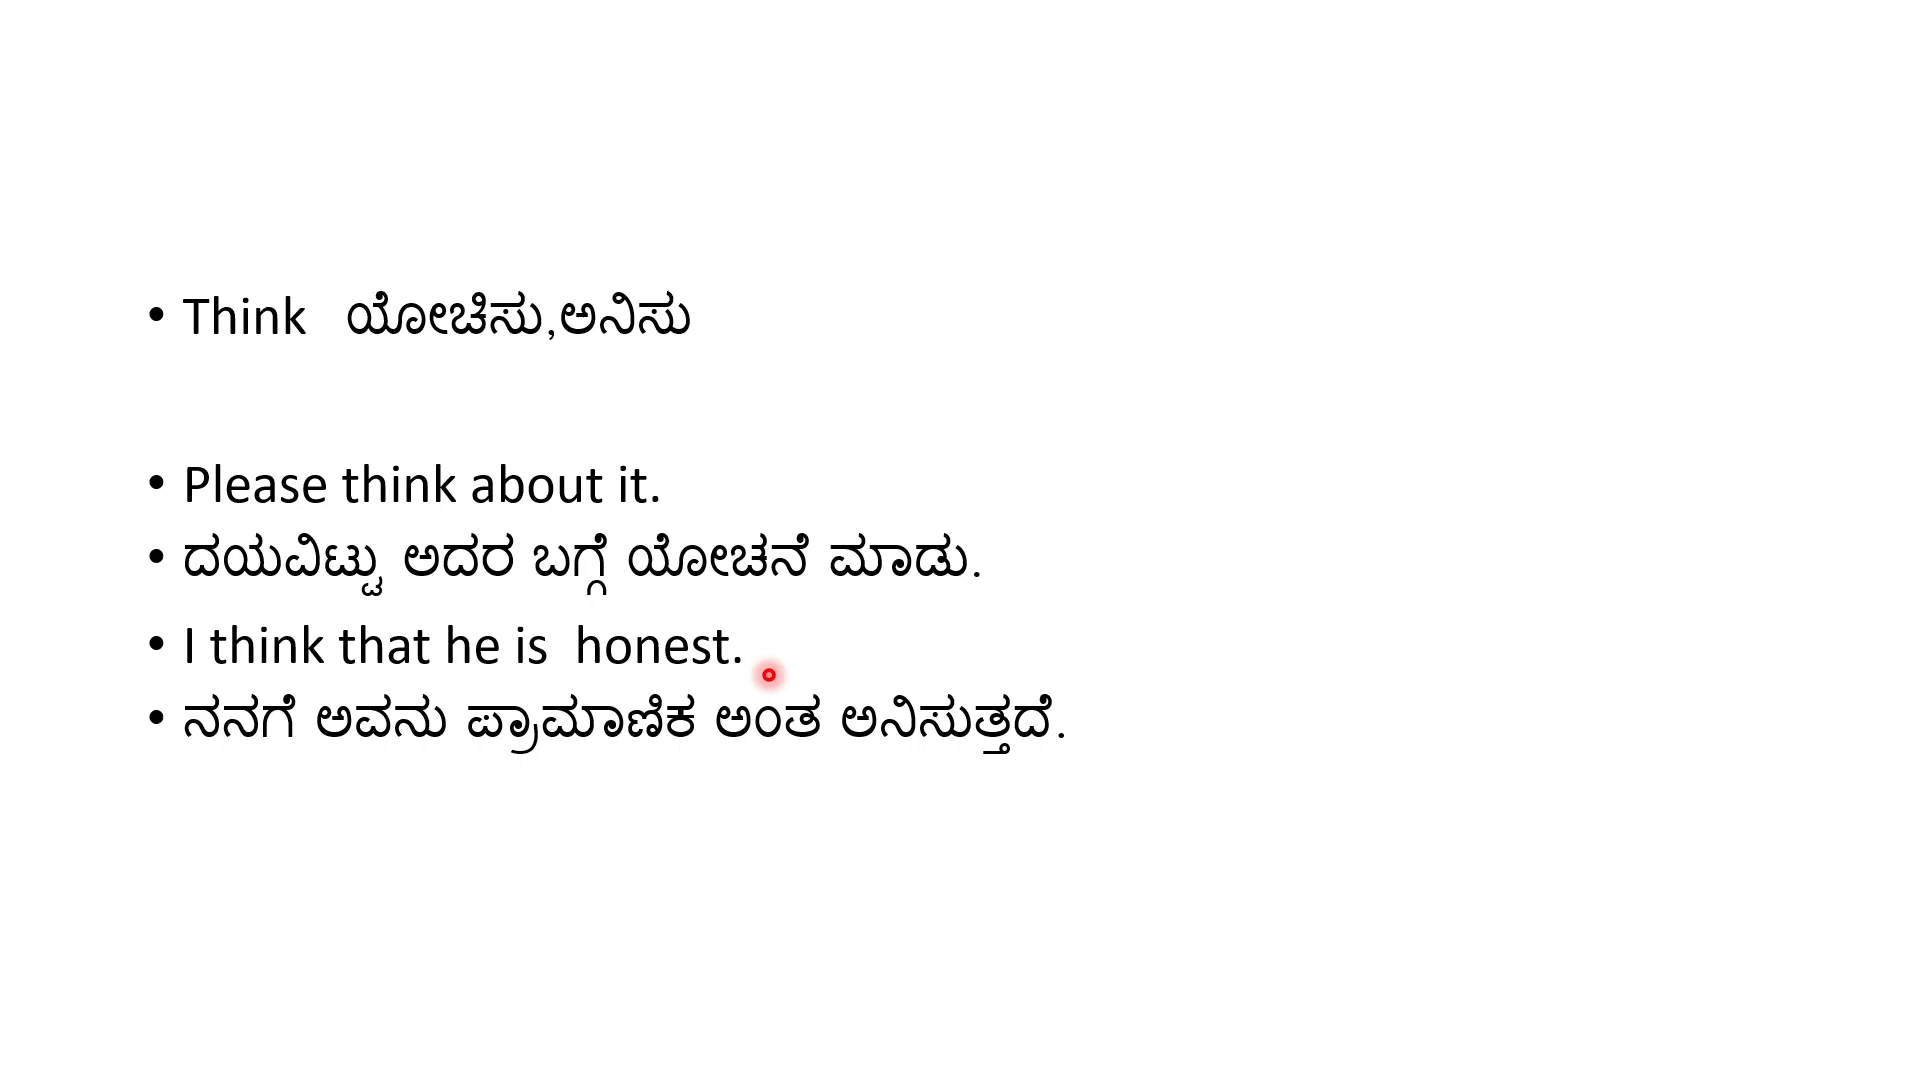 • Think   ಯೋಚಿಸು,ಅನಿಸು
• Please think about it.
• ದಯವಿಟ್ಟು ಅದರ ಬಗ್ಗೆ ಯೋಚನೆ ಮಾಡು.
• I think that he is  honest.
• ನನಗೆ ಅವನು ಪ್ರಾಮಾಣಿಕ ಅಂತ ಅನಿಸುತ್ತದೆ.